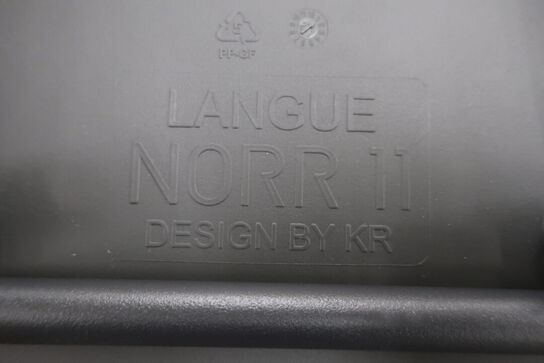 PP-GF
LANGUE
NORR 11
DESIGN BY KR